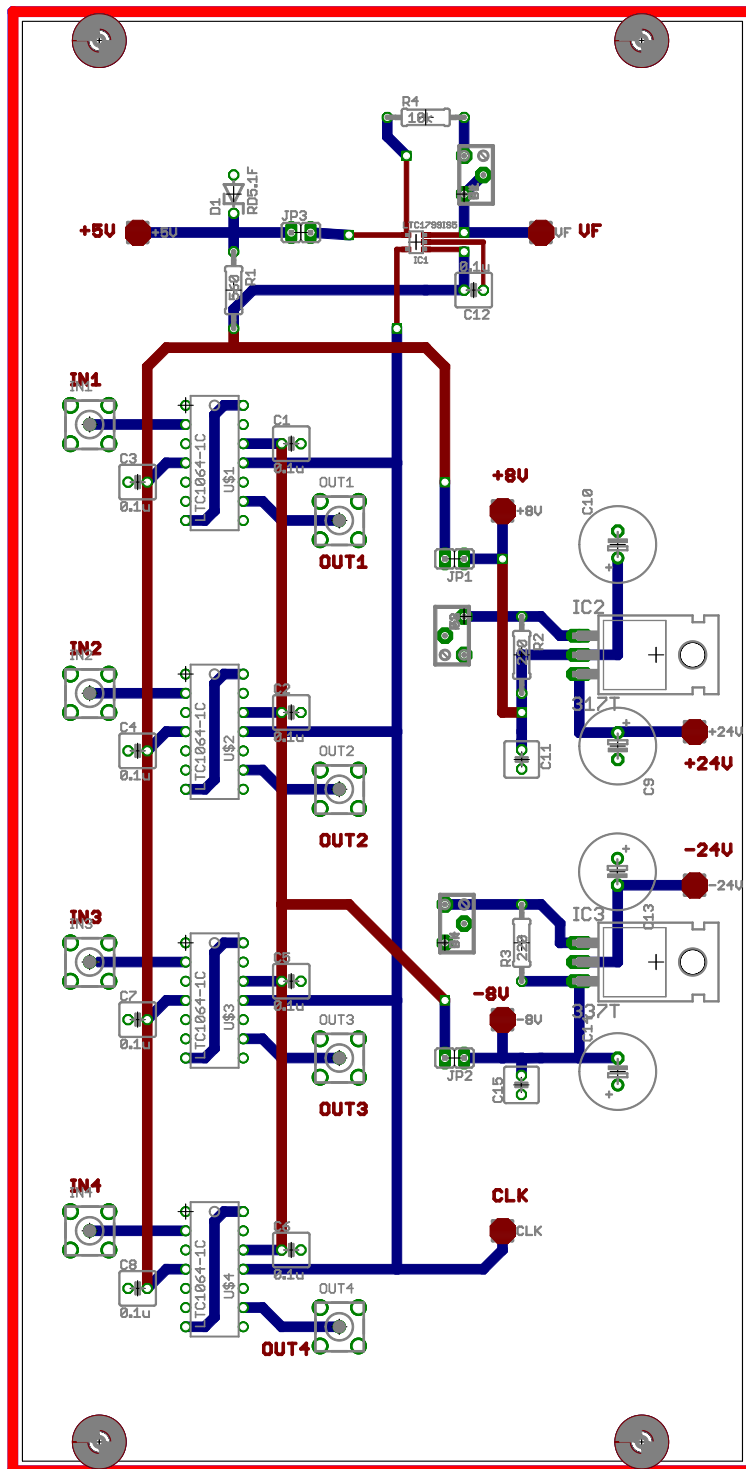 R4
10k
D1
RD5.1F
JP3
LTC1799IS5
+5V
+5V
VF
VF
IC1
560
R1
0.1u
C12
IN1
IN1
C1
C3
LTC1064-1C
U$1
0.1u
0.1u
OUT1
OUT1
+8V
+8V
C10
JP1
IC2
R2
220
317T
IN2
IN2
C4
LTC1064-1C
U$2
0.1u
0.1u
OUT2
OUT2
C11
+24V
+24V
C9
-24V
-24V
C13
IC3
R3
220
337T
IN3
IN3
C5
C7
LTC1064-1C
U$3
0.1u
0.1u
OUT3
OUT3
-8V
-8V
JP2
C15
IN4
IN4
C6
C8
LTC1064-1C
U$4
0.1u
0.1u
OUT4
OUT4
CLK
CLK